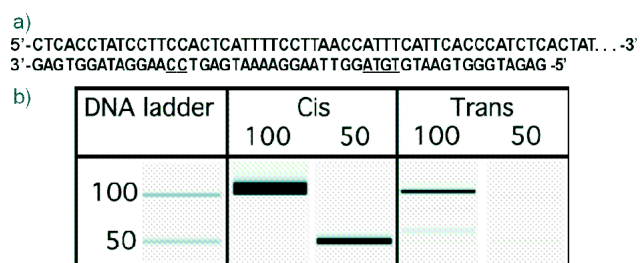 a)
5'-CTCACCTATCCTTCCACTCATTTTCCTTAACCATTTCATTCACCCATCTCACTAT...-3'
3'-GAGTGGATAGGAACCTGAGTAAAAGGAATTGGATGTGTAAGTGGGTAGAG -5'
b)
DNA ladder Cis Trans
100 50 100 50
100
50